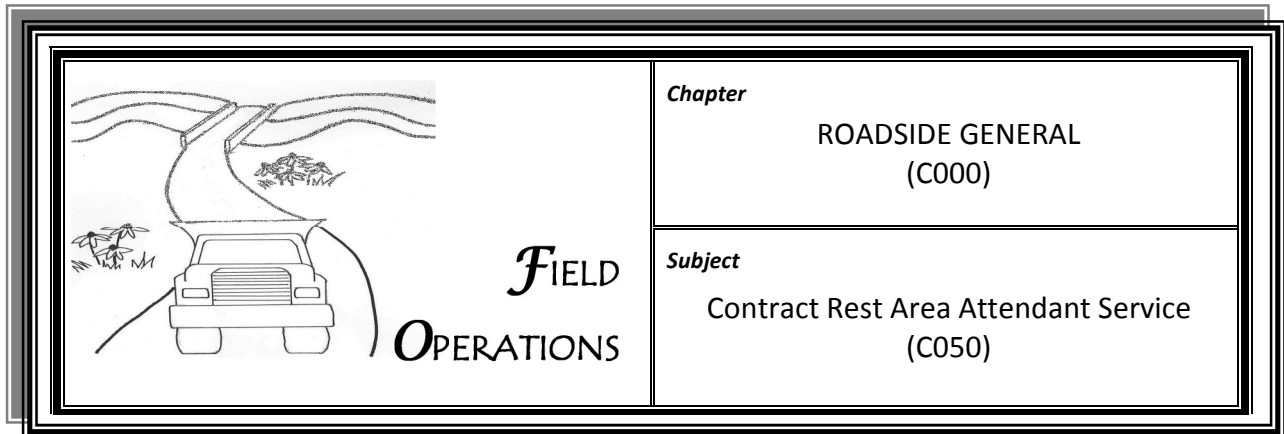 FIELD
OPERATIONS
Chapter
ROADSIDE GENERAL
(C000)
Subject
Contract Rest Area Attendant Service
(C050)